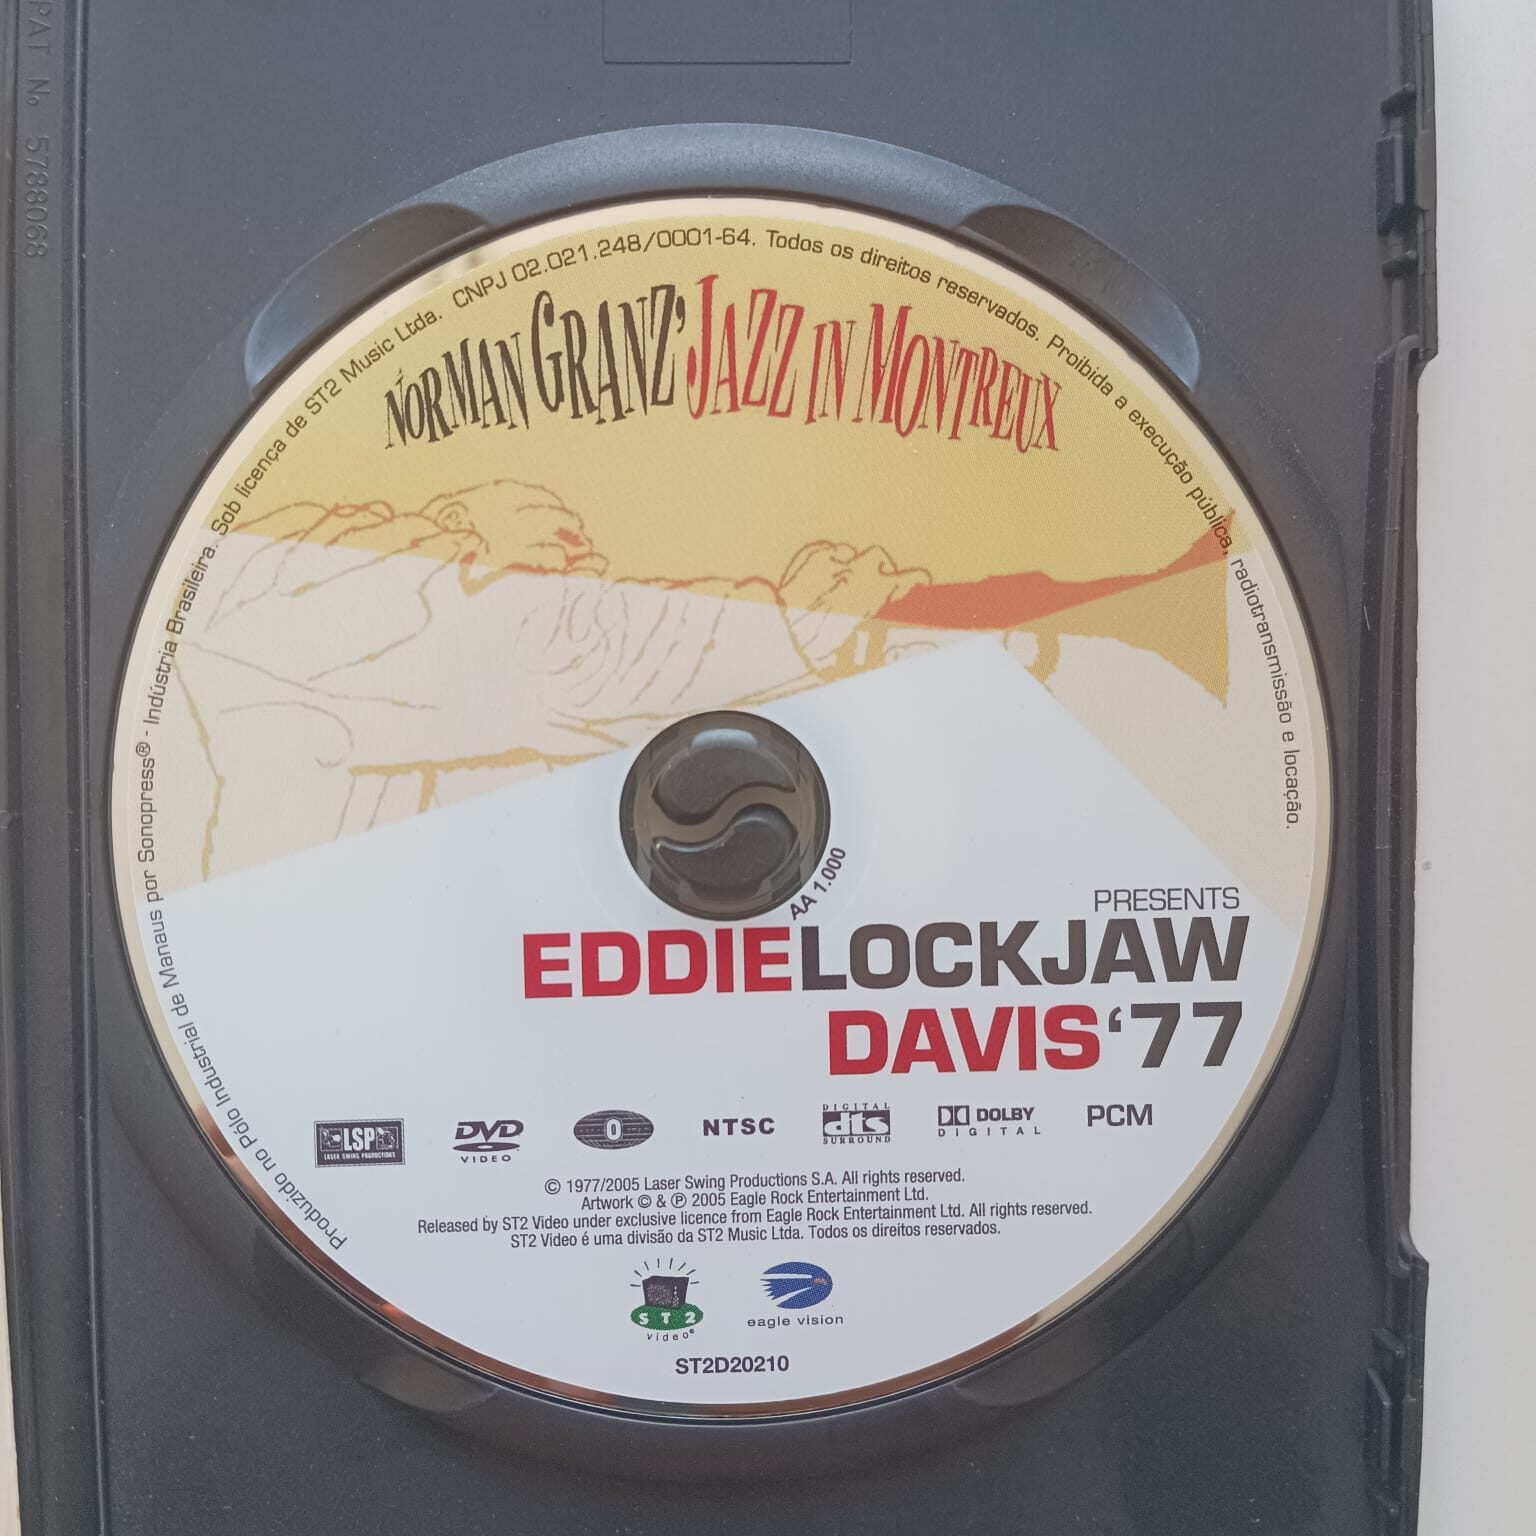 PAT No 5788068
Produzido no Pólo Industrial de Manaus por Sonopress® - Indústria Brasileira. Sob licença de ST2 Music Ltda. CNPJ 02.021.248/0001-64. Todos os direitos reservados. Proibida a execução pública, radiotransmissão e locação.
NORMAN GRANZ' JAZZ IN MONTREUX
AA 1.000
PRESENTS
EDDIE LOCKJAW
DAVIS '77
LSP
LASER SWING PRODUCTIONS
DVD
VIDEO
0
NTSC
DIGITAL
dts
SURROUND
DOLBY
DIGITAL
PCM
© 1977/2005 Laser Swing Productions S.A. All rights reserved.
Artwork © & ℗ 2005 Eagle Rock Entertainment Ltd.
Released by ST2 Video under exclusive licence from Eagle Rock Entertainment Ltd. All rights reserved.
ST2 Video é uma divisão da ST2 Music Ltda. Todos os direitos reservados.
ST2
video®
eagle vision
ST2D20210